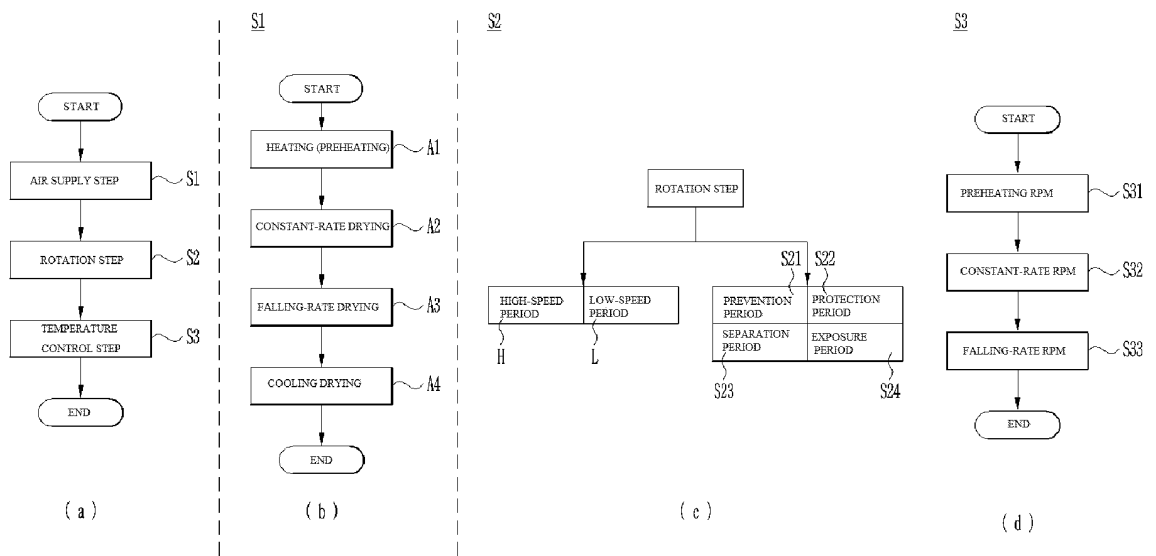 START
AIR SUPPLY STEP
S1
ROTATION STEP
S2
TEMPERATURE
CONTROL STEP
S3
END
(a)
S1
START
HEATING (PREHEATING)
A1
CONSTANT-RATE DRYING
A2
FALLING-RATE DRYING
A3
COOLING DRYING
A4
END
(b)
S2
ROTATION STEP
HIGH-SPEED
PERIOD
LOW-SPEED
PERIOD
H
L
S21
S22
PREVENTION
PERIOD
PROTECTION
PERIOD
SEPARATION
PERIOD
EXPOSURE
PERIOD
S23
S24
(c)
S3
START
PREHEATING RPM
S31
CONSTANT-RATE RPM
S32
FALLING-RATE RPM
S33
END
(d)